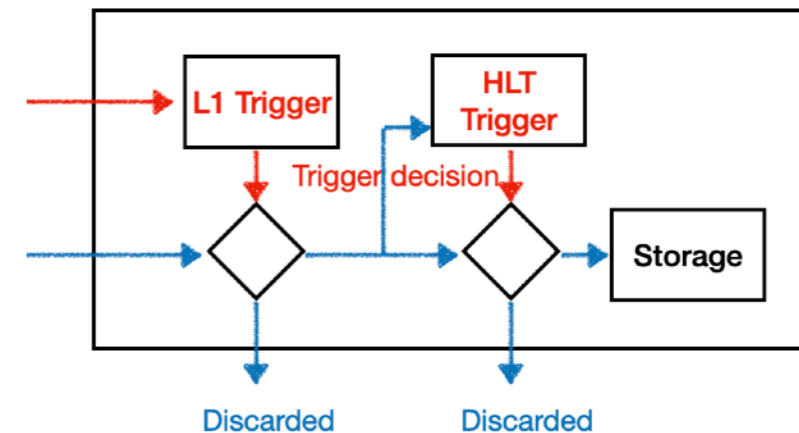 L1 Trigger
HLT
Trigger
Trigger decision
Storage
Discarded
Discarded